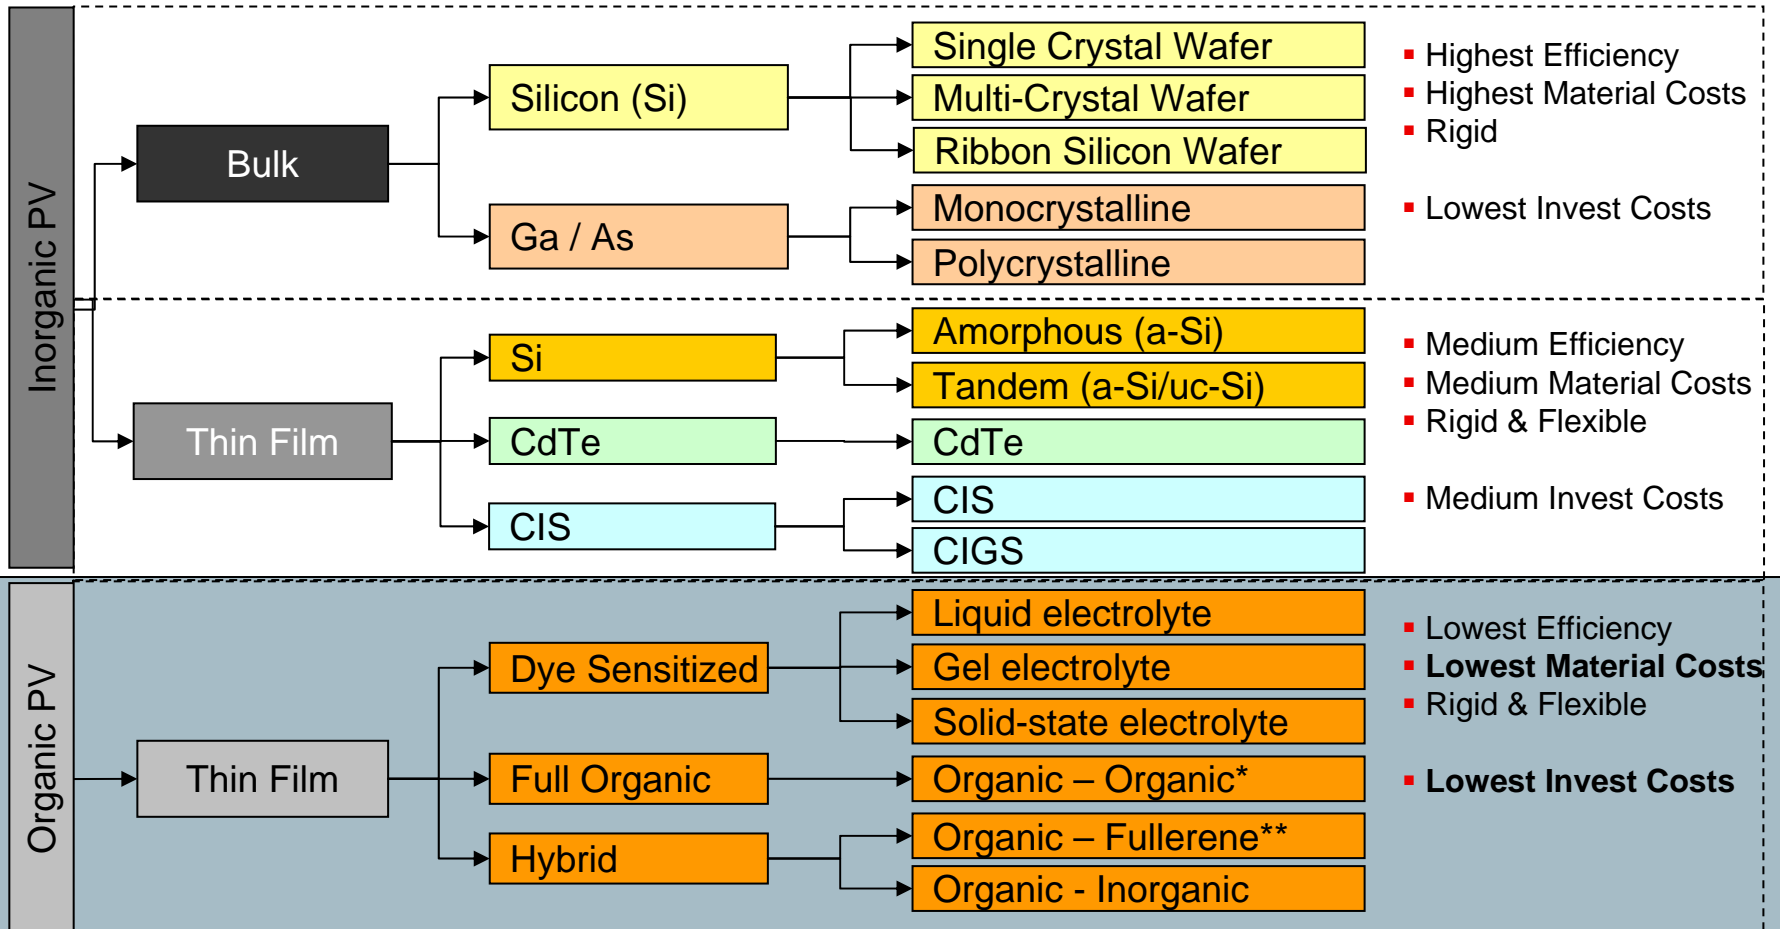 Inorganic PV
Bulk
Silicon (Si)
Single Crystal Wafer
Multi-Crystal Wafer
Ribbon Silicon Wafer
Ga / As
Monocrystalline
Polycrystalline
▪ Highest Efficiency
▪ Highest Material Costs
▪ Rigid
▪ Lowest Invest Costs
Thin Film
Si
Amorphous (a-Si)
Tandem (a-Si/uc-Si)
CdTe
CdTe
CIS
CIS
CIGS
▪ Medium Efficiency
▪ Medium Material Costs
▪ Rigid & Flexible
▪ Medium Invest Costs
Organic PV
Thin Film
Dye Sensitized
Liquid electrolyte
Gel electrolyte
Solid-state electrolyte
Full Organic
Organic – Organic*
Hybrid
Organic – Fullerene**
Organic - Inorganic
▪ Lowest Efficiency
▪ Lowest Material Costs
▪ Rigid & Flexible
▪ Lowest Invest Costs